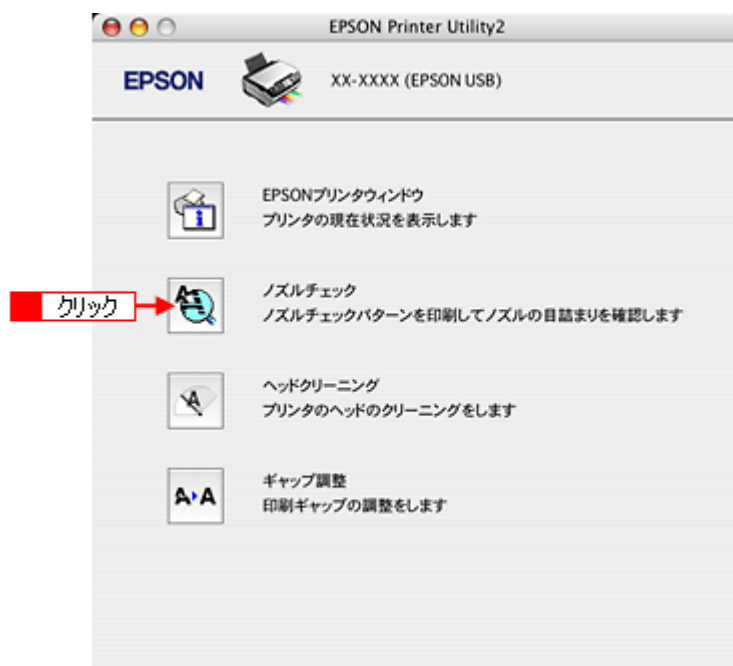 EPSON Printer Utility2
EPSON
XX-XXXX (EPSON USB)
EPSONプリンタウィンドウ
プリンタの現在状況を表示します
クリック
ノズルチェック
ノズルチェックパターンを印刷してノズルの目詰まりを確認します
ヘッドクリーニング
プリンタのヘッドのクリーニングをします
ギャップ調整
印刷ギャップの調整をします